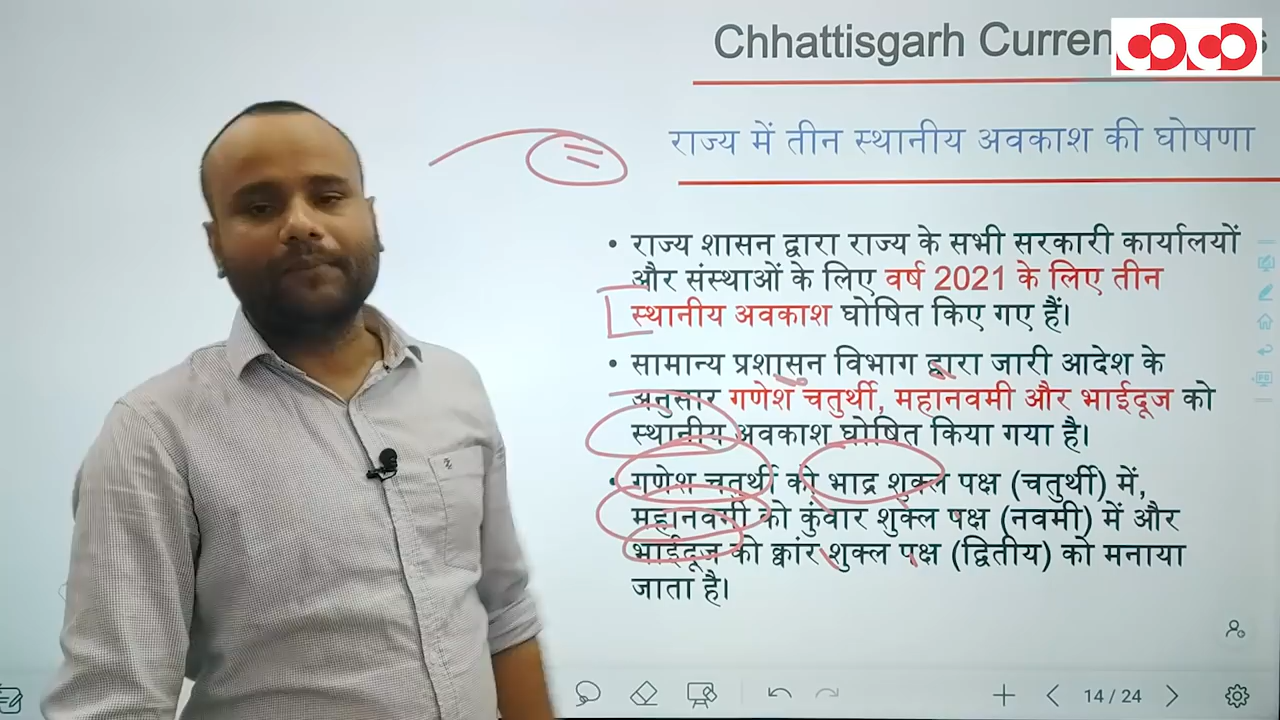 Chhattisgarh Curren
राज्य में तीन स्थानीय अवकाश की घोषणा
• राज्य शासन द्वारा राज्य के सभी सरकारी कार्यालयों
और संस्थाओं के लिए वर्ष 2021 के लिए तीन
स्थानीय अवकाश घोषित किए गए हैं।
• सामान्य प्रशासन विभाग द्वारा जारी आदेश के
अनुसार गणेश चतुर्थी, महानवमी और भाईदूज को
स्थानीय अवकाश घोषित किया गया है।
• गणेश चतुर्थी को भाद्र शुक्ल पक्ष (चतुर्थी) में,
महानवमी को कुंवार शुक्ल पक्ष (नवमी) में और
भाईदूज को क्वांर शुक्ल पक्ष (द्वितीय) को मनाया
जाता है।
14 / 24